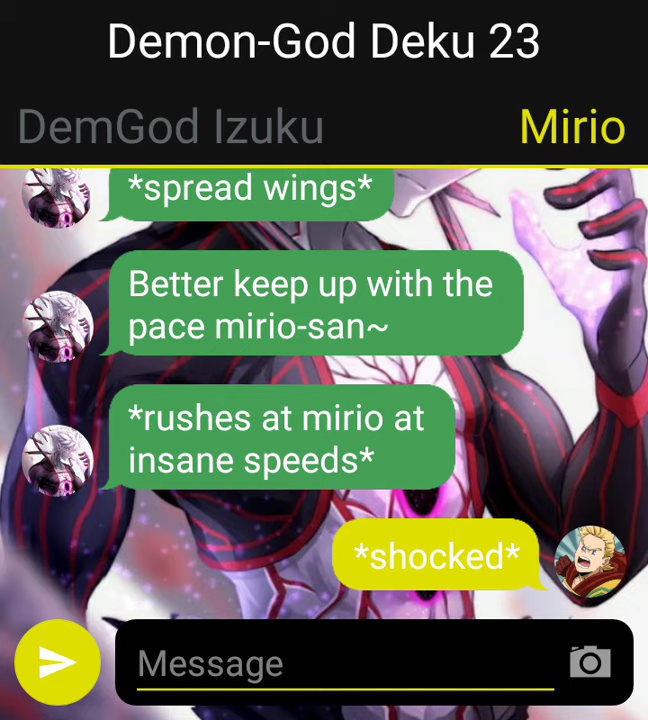 Demon-God Deku 23
DemGod Izuku
Mirio
*spread wings*
Better keep up with the
pace mirio-san~
*rushes at mirio at
insane speeds*
*shocked*
Message